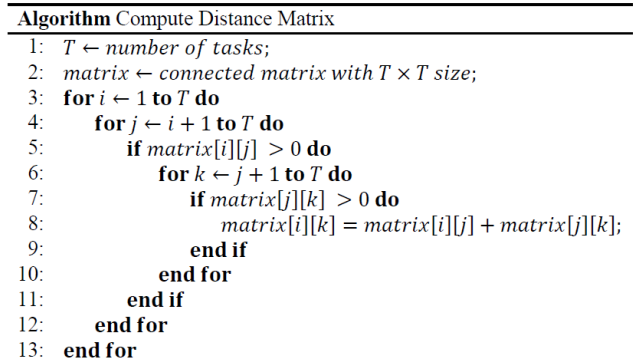 Algorithm Compute Distance Matrix
1: T ← number of tasks;
2: matrix ← connected matrix with T × T size;
3: for i ← 1 to T do
4: for j ← i + 1 to T do
5: if matrix[i][j] > 0 do
6: for k ← j + 1 to T do
7: if matrix[j][k] > 0 do
8: matrix[i][k] = matrix[i][j] + matrix[j][k];
9: end if
10: end for
11: end if
12: end for
13: end for